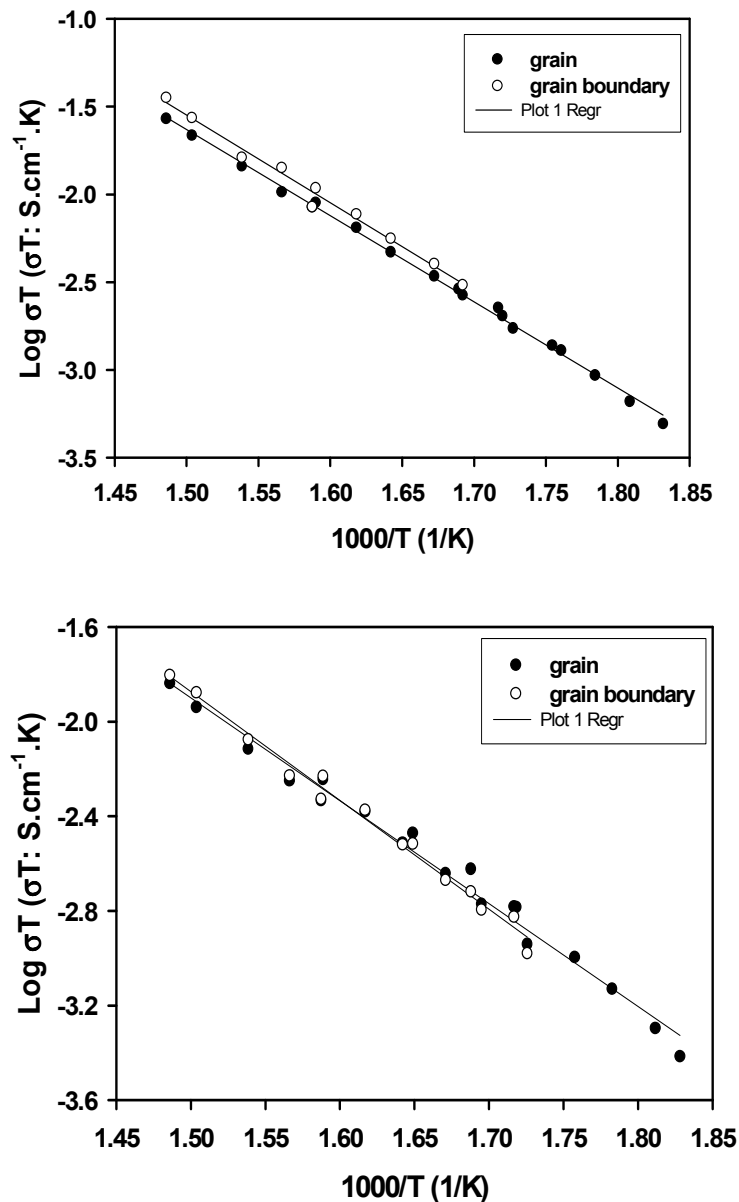 -1.0
-1.5
-2.0
-2.5
-3.0
-3.5
Log σT (σT: S.cm⁻¹.K)
grain
grain boundary
Plot 1 Regr
1.45 1.50 1.55 1.60 1.65 1.70 1.75 1.80 1.85
1000/T (1/K)
-1.6
-2.0
-2.4
-2.8
-3.2
-3.6
Log σT (σT: S.cm⁻¹.K)
grain
grain boundary
Plot 1 Regr
1.45 1.50 1.55 1.60 1.65 1.70 1.75 1.80 1.85
1000/T (1/K)